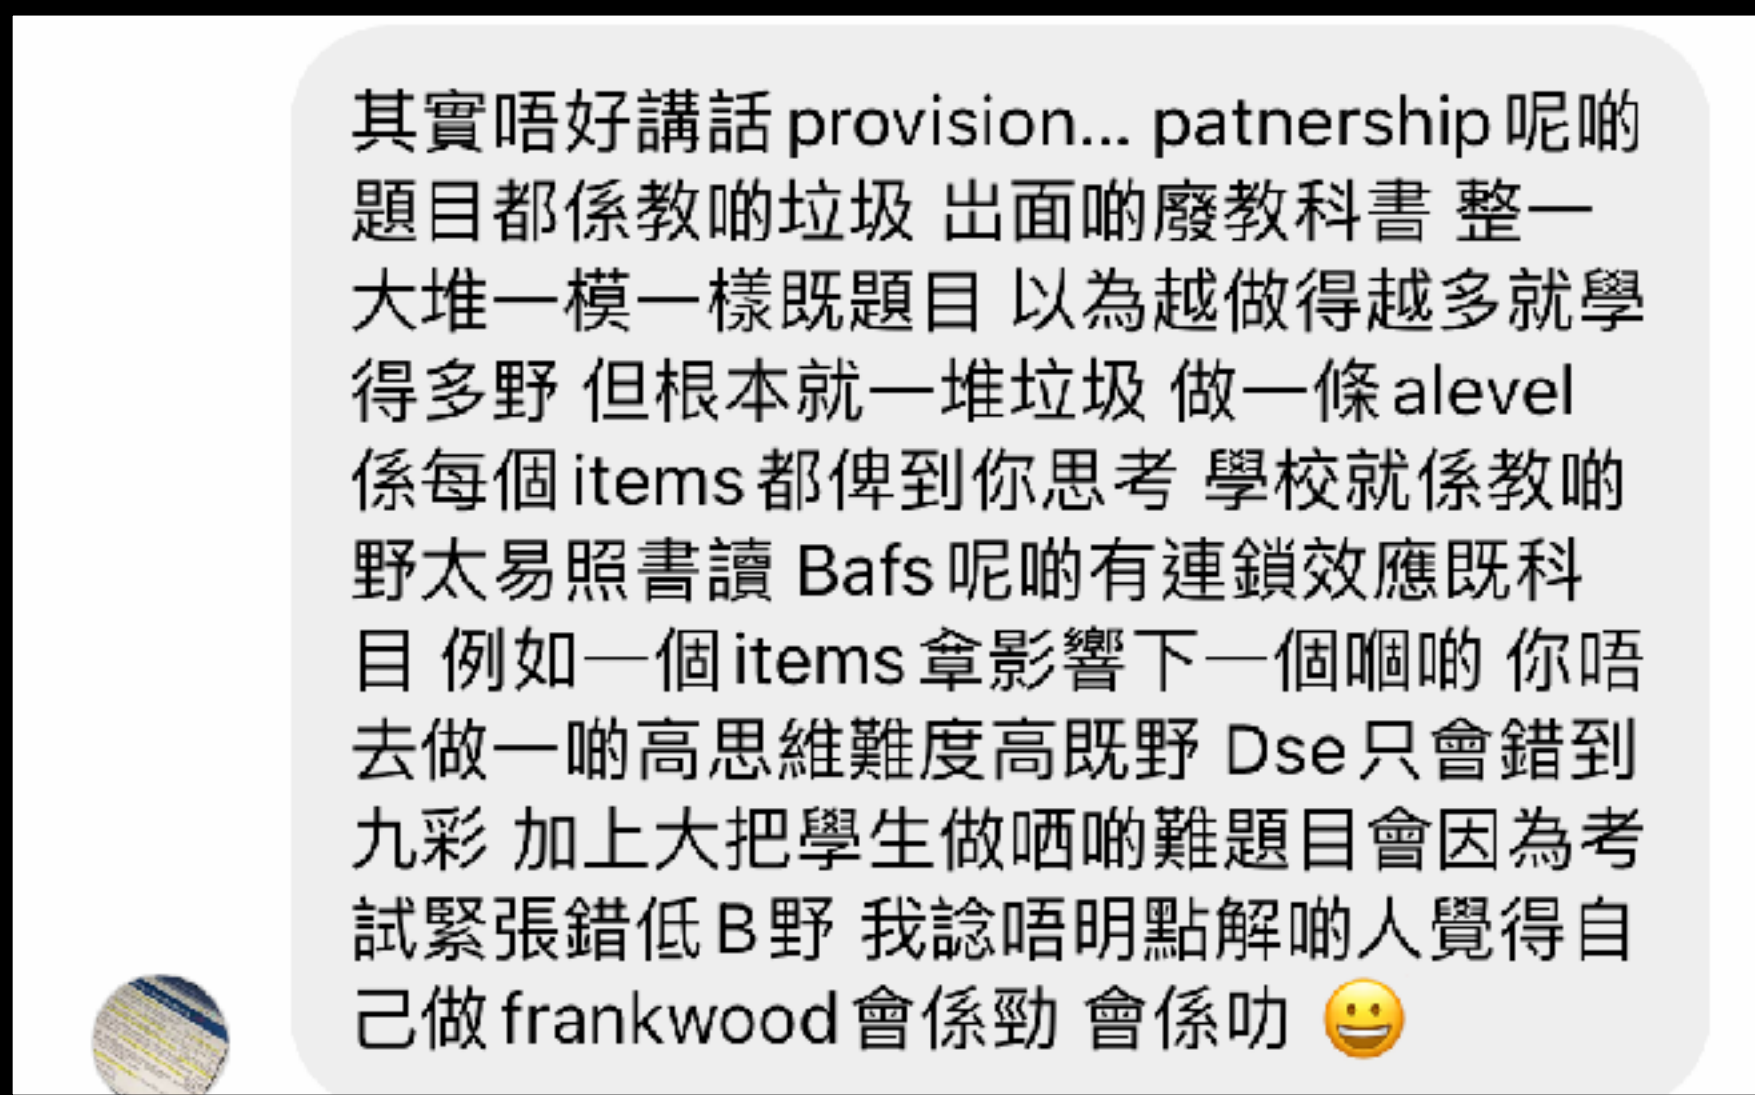 其實唔好講話provision... patnership呢啲
題目都係教啲垃圾 出面啲廢教科書 整一
大堆一模一樣既題目 以為越做得越多就學
得多野 但根本就一堆垃圾 做一條alevel
係每個items都俾到你思考 學校就係教啲
野太易照書讀 Bafs呢啲有連鎖效應既科
目 例如一個items會影響下一個嗰啲 你唔
去做一啲高思維難度高既野 Dse只會錯到
九彩 加上大把學生做哂啲難題目會因為考
試緊張錯低B野 我諗唔明點解啲人覺得自
己做frankwood會係勁 會係叻 😀